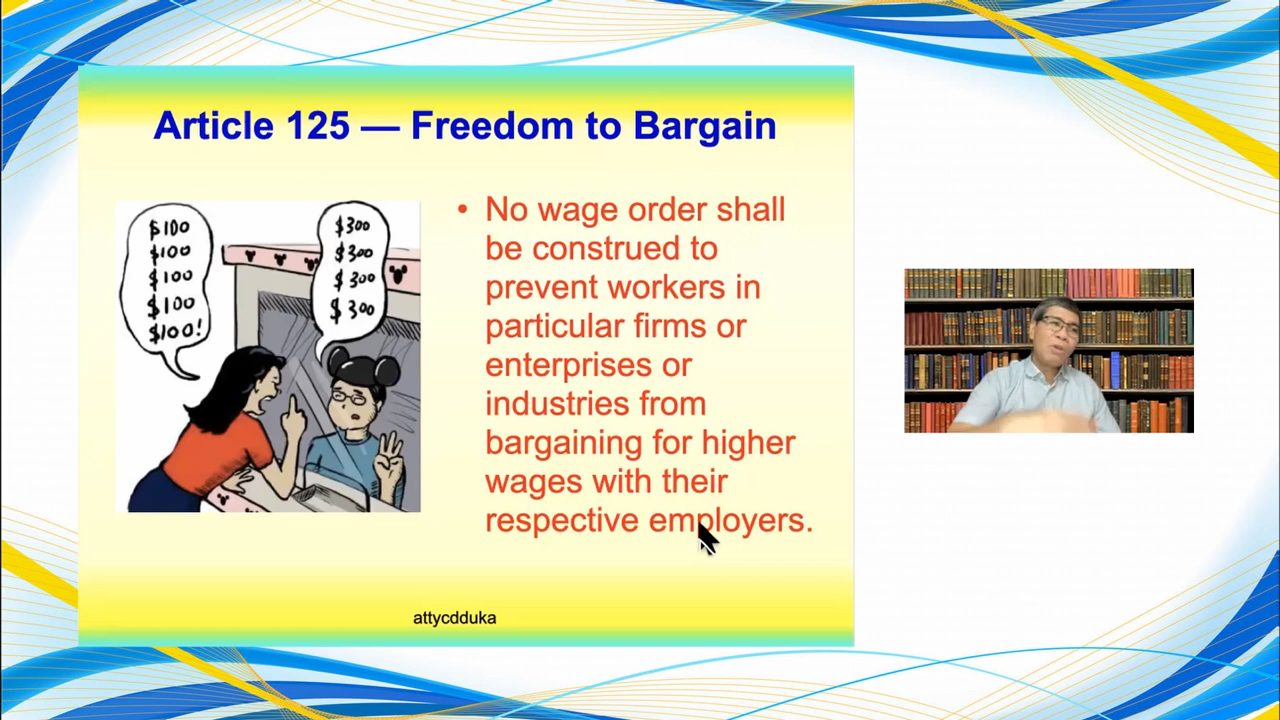 Article 125 — Freedom to Bargain
$100
$100
$100
$100
$100!
$300
$300
$300
$300
• No wage order shall
be construed to
prevent workers in
particular firms or
enterprises or
industries from
bargaining for higher
wages with their
respective employers.
attycdduka